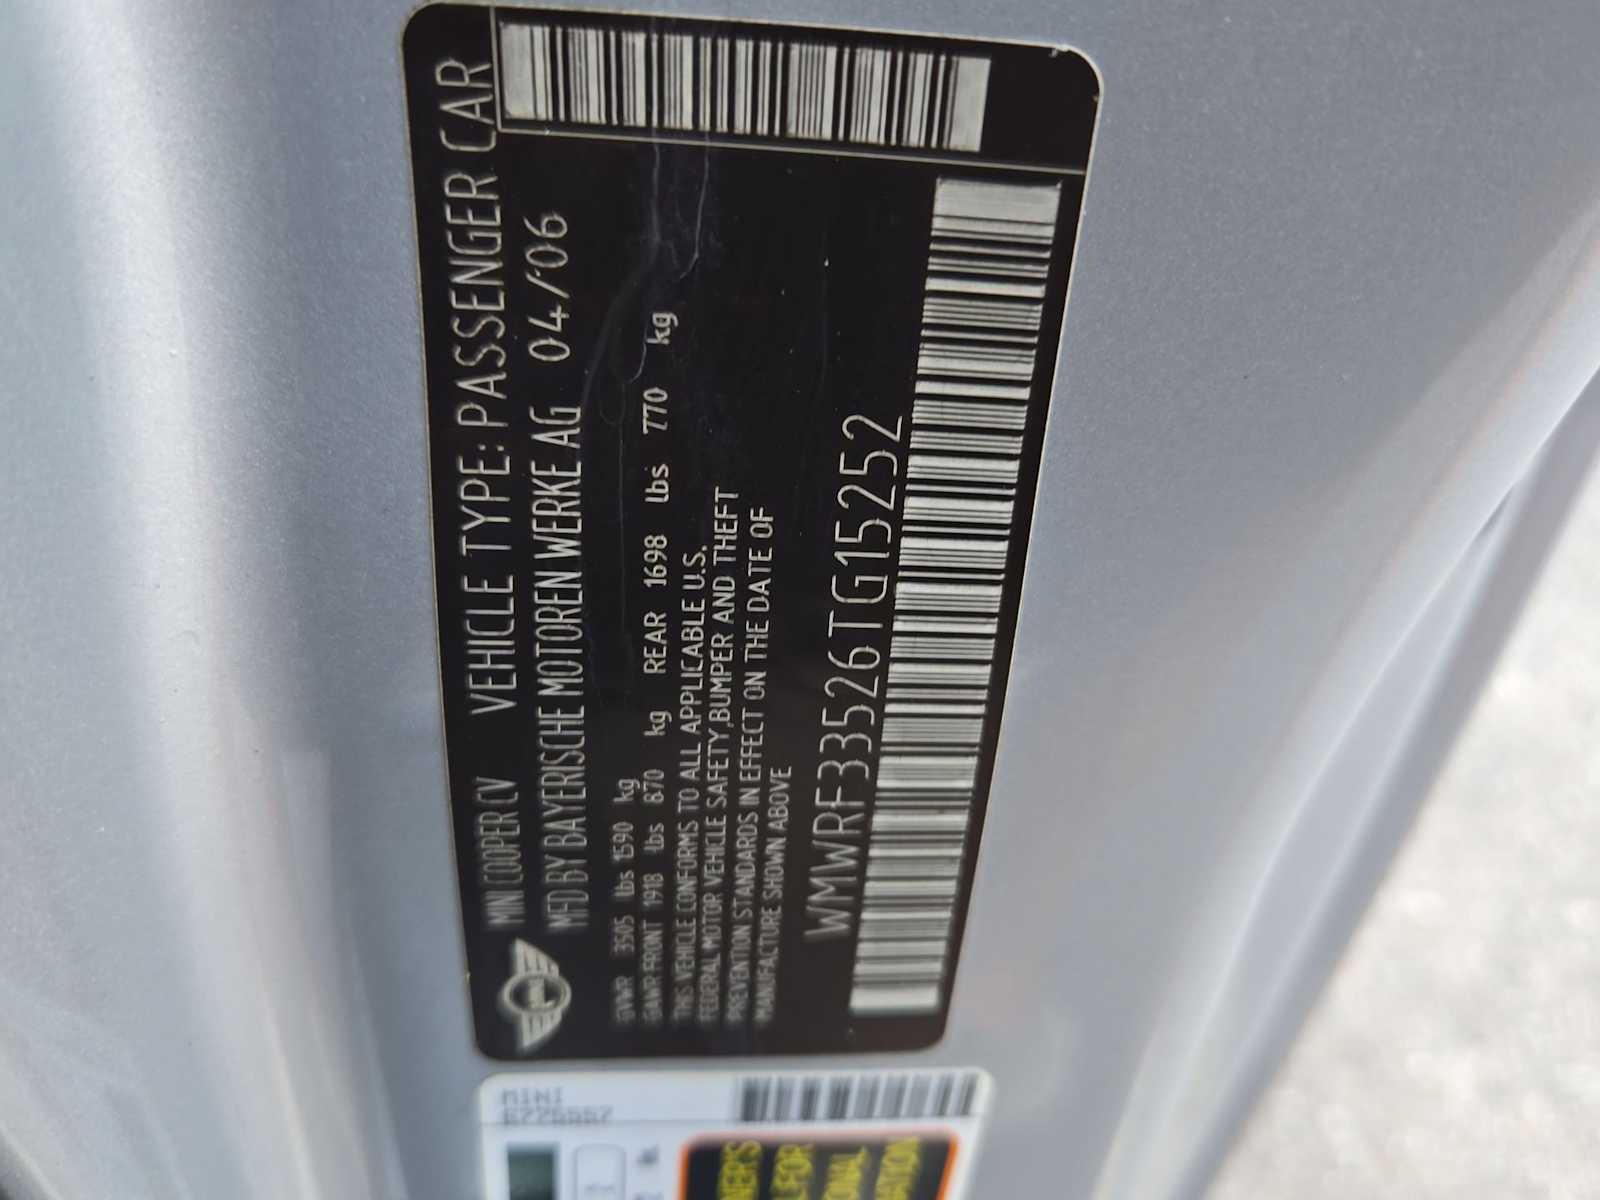 MINI COOPER CV VEHICLE TYPE: PASSENGER CAR
MFD BY BAYERISCHE MOTOREN WERKE AG 04/06
GVWR 3505 lbs 1590 kg
GAWR FRONT 1918 lbs 870 kg REAR 1698 lbs 770 kg
THIS VEHICLE CONFORMS TO ALL APPLICABLE U.S.
FEDERAL MOTOR VEHICLE SAFETY, BUMPER AND THEFT
PREVENTION STANDARDS IN EFFECT ON THE DATE OF
MANUFACTURE SHOWN ABOVE
WMWRF33526TG15252
MINI